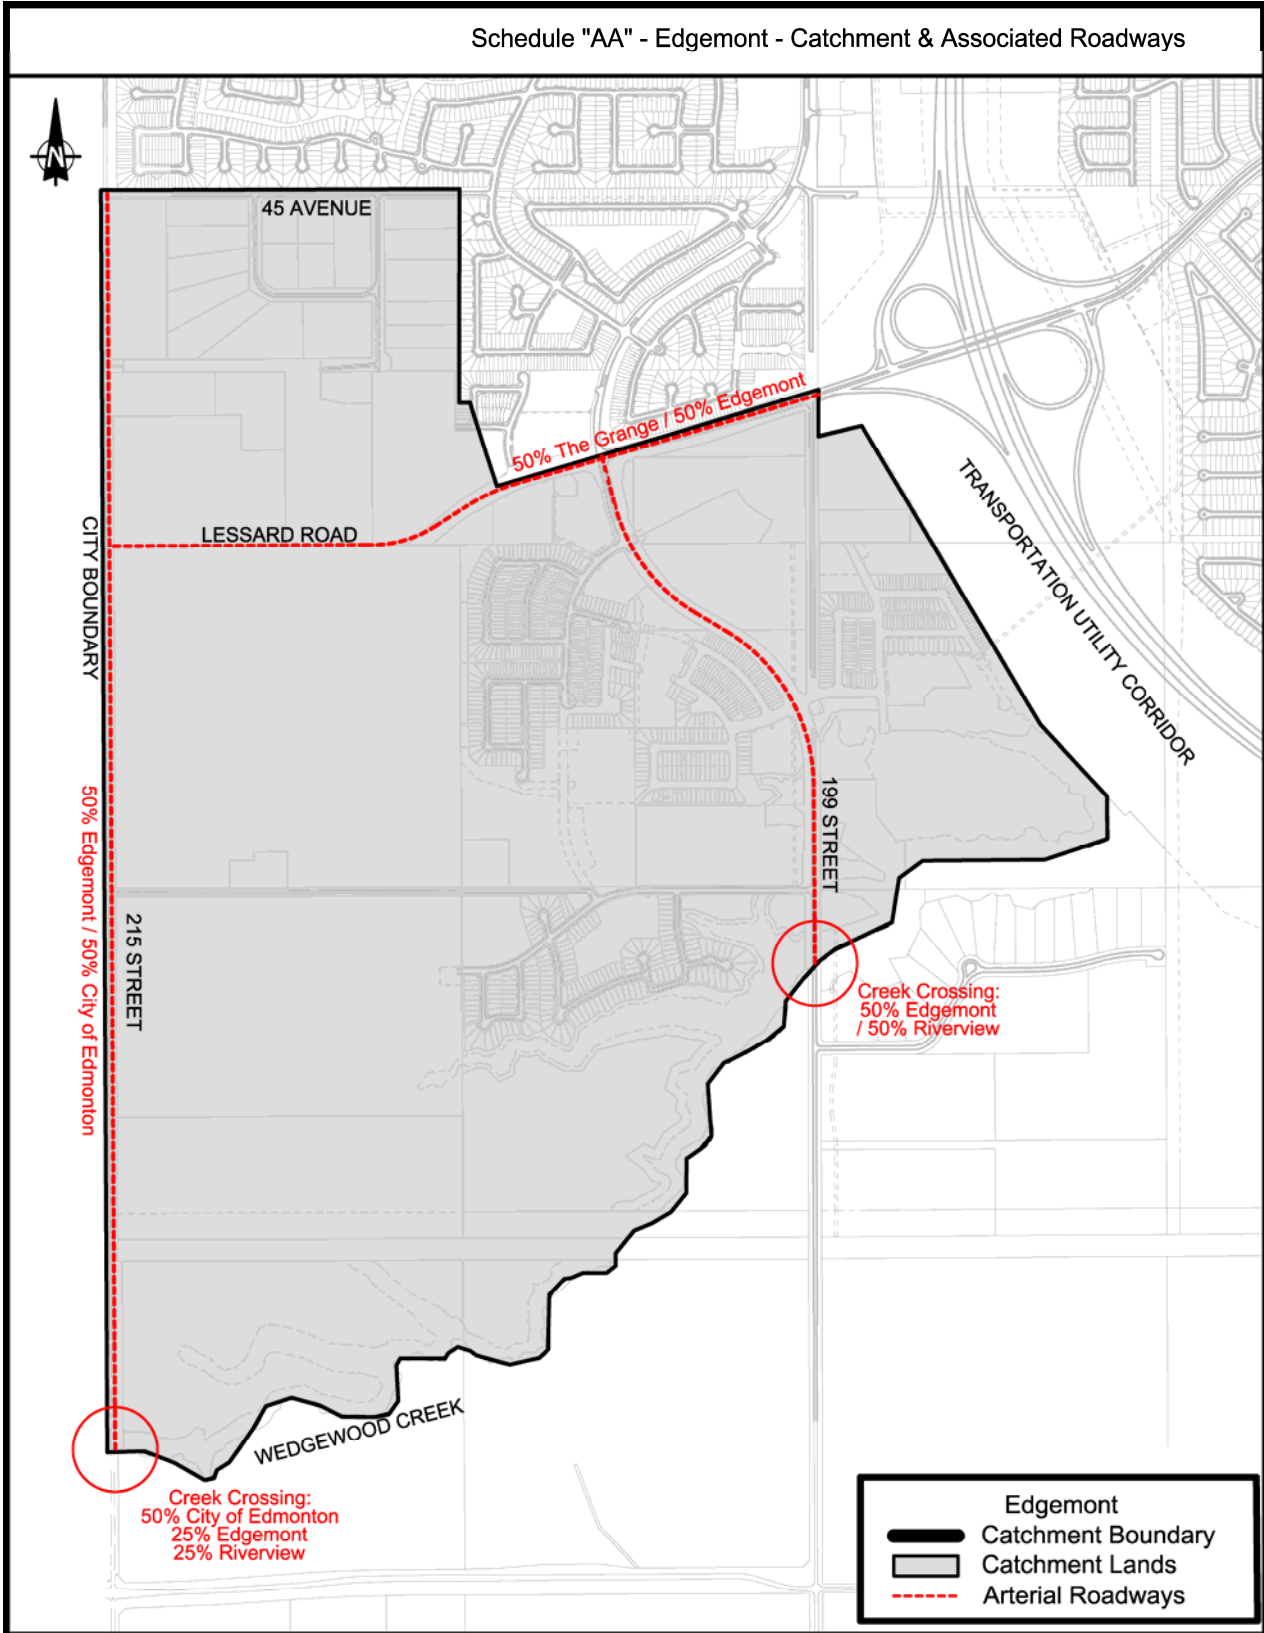 Schedule "AA" - Edgemont - Catchment & Associated Roadways
N
45 AVENUE
50% The Grange / 50% Edgemont
LESSARD ROAD
CITY BOUNDARY
TRANSPORTATION UTILITY CORRIDOR
199 STREET
50% Edgemont / 50% City of Edmonton
215 STREET
Creek Crossing:
50% Edgemont
/ 50% Riverview
WEDGEWOOD CREEK
Creek Crossing:
50% City of Edmonton
25% Edgemont
25% Riverview
Edgemont
Catchment Boundary
Catchment Lands
Arterial Roadways